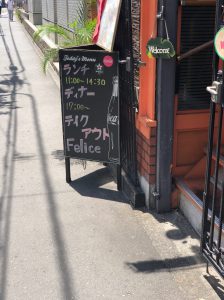 Today's Menu
ランチ
11:00〜14:30
ディナー
17:00〜
テイク
アウト
Felice
Welcome